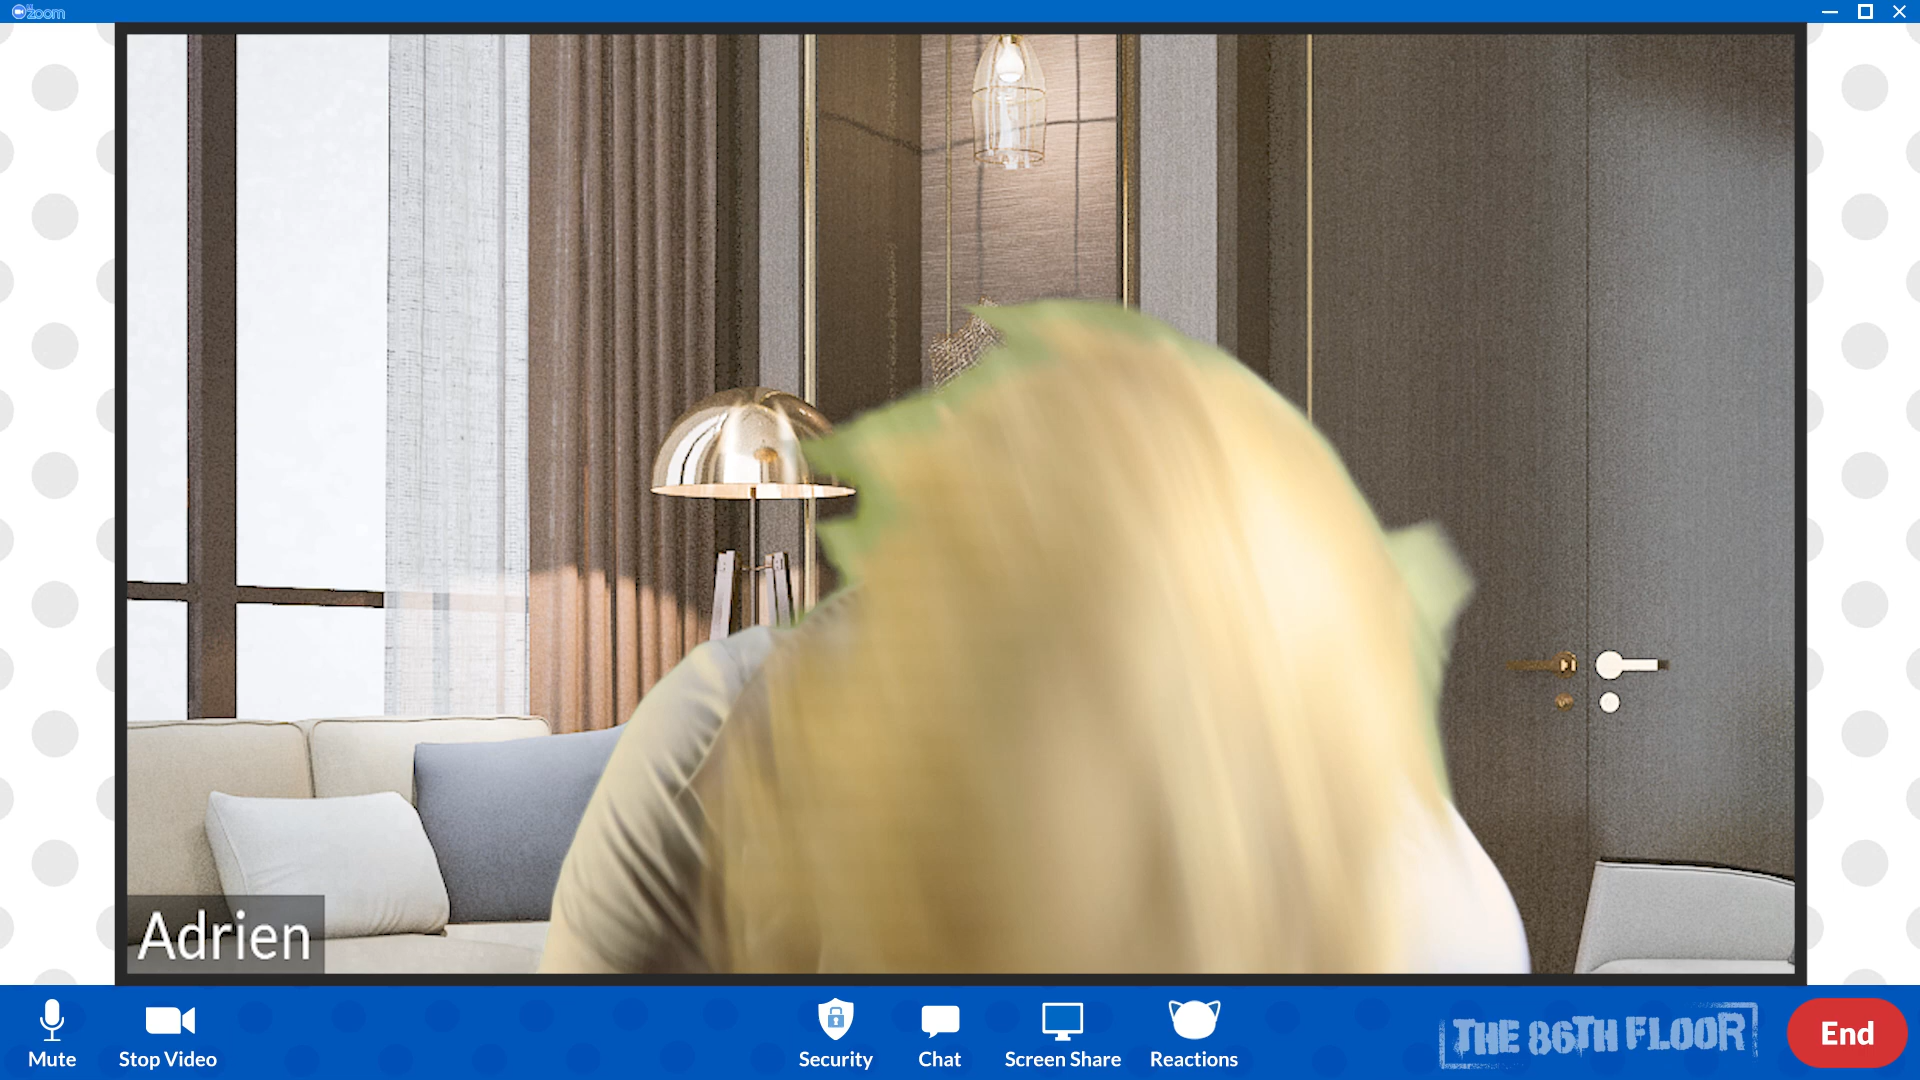 zoom
Adrien
Mute
Stop Video
Security
Chat
Screen Share
Reactions
THE 86TH FLOOR
End